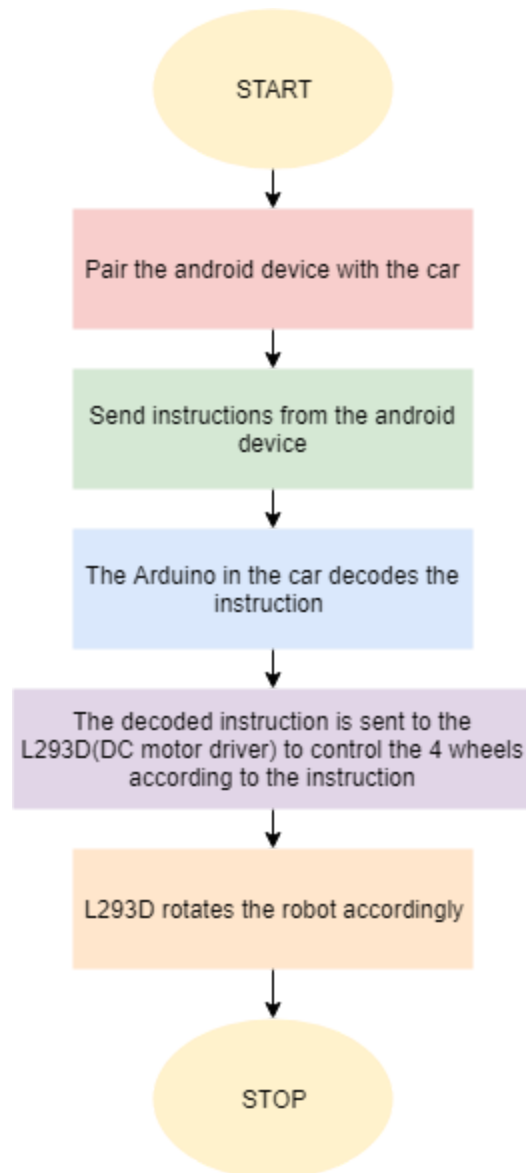 START
Pair the android device with the car
Send instructions from the android
device
The Arduino in the car decodes the
instruction
The decoded instruction is sent to the
L293D(DC motor driver) to control the 4 wheels
according to the instruction
L293D rotates the robot accordingly
STOP